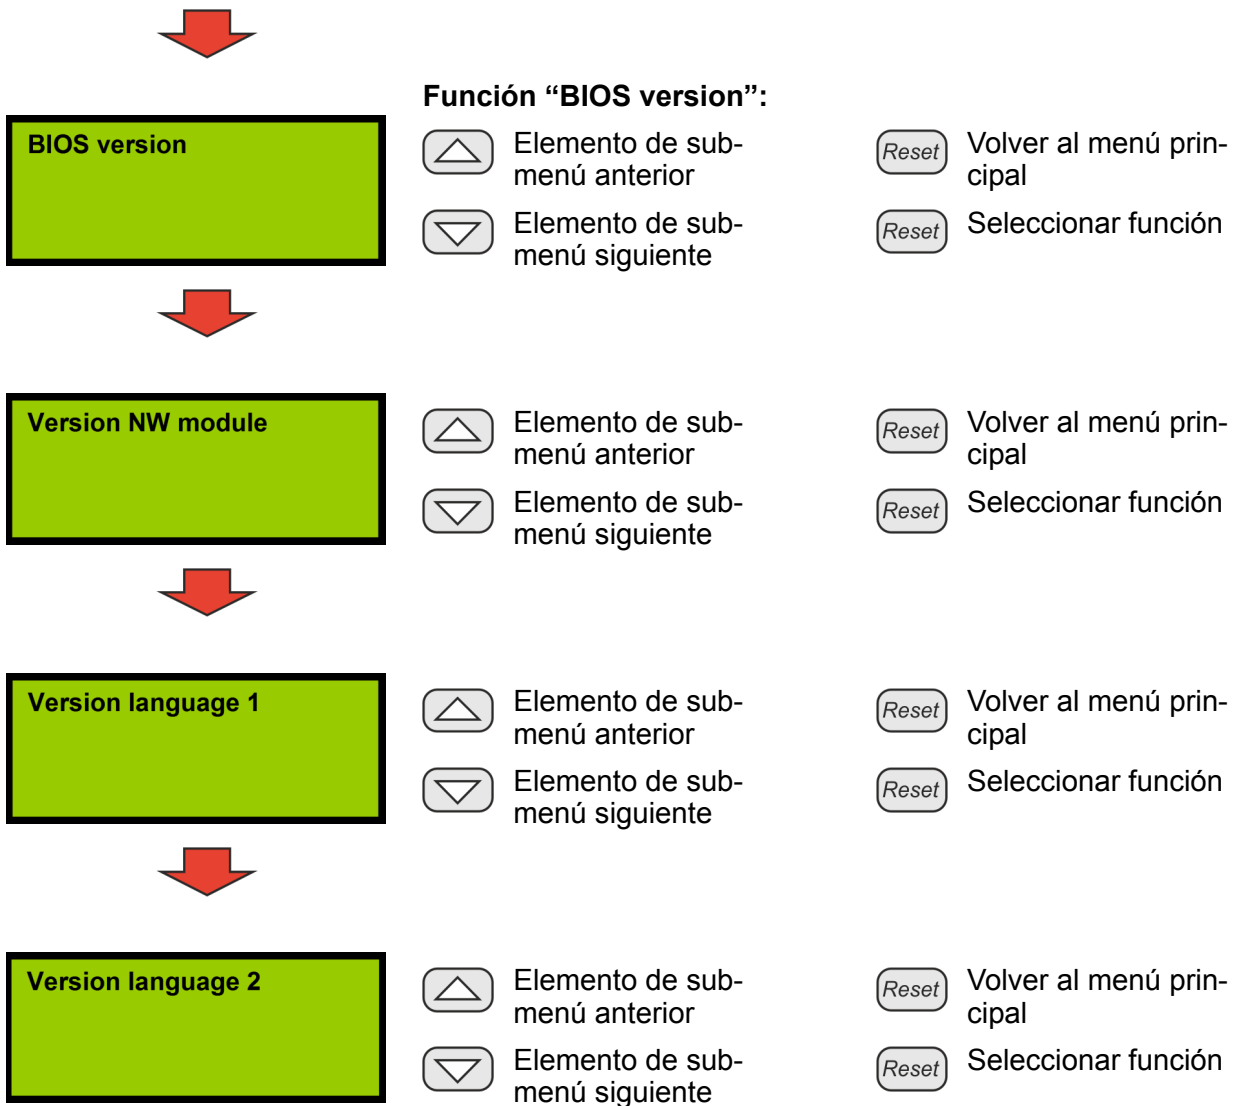 Función “BIOS version”:
BIOS version
Elemento de sub-
menú anterior
Reset
Volver al menú prin-
cipal
Elemento de sub-
menú siguiente
Reset
Seleccionar función
Version NW module
Elemento de sub-
menú anterior
Reset
Volver al menú prin-
cipal
Elemento de sub-
menú siguiente
Reset
Seleccionar función
Version language 1
Elemento de sub-
menú anterior
Reset
Volver al menú prin-
cipal
Elemento de sub-
menú siguiente
Reset
Seleccionar función
Version language 2
Elemento de sub-
menú anterior
Reset
Volver al menú prin-
cipal
Elemento de sub-
menú siguiente
Reset
Seleccionar función